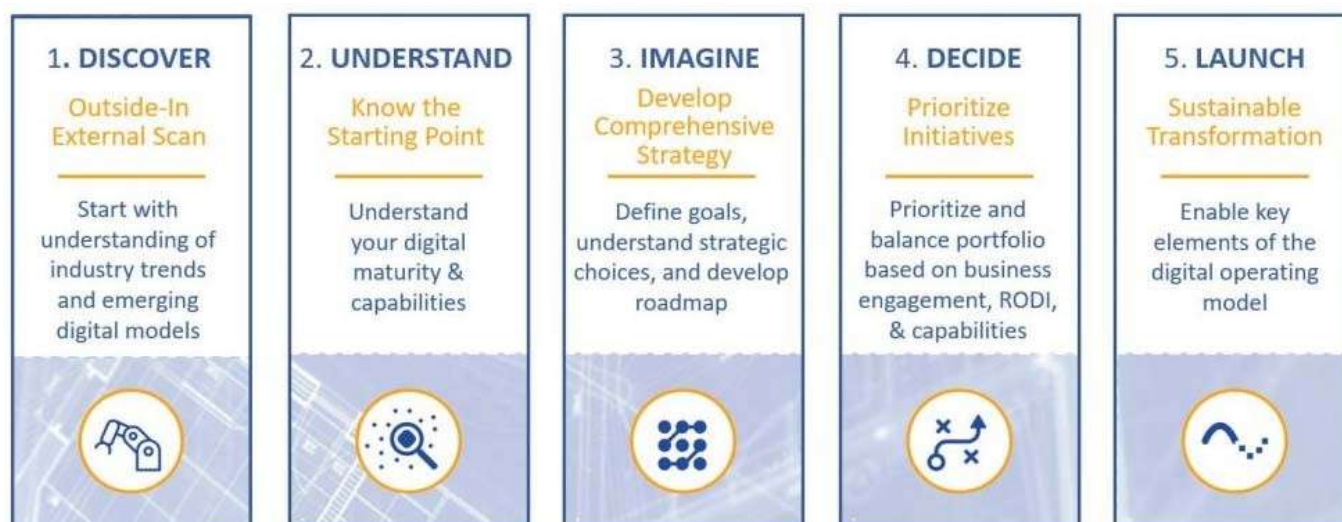 1. DISCOVER
Outside-In
External Scan
Start with
understanding of
industry trends
and emerging
digital models
2. UNDERSTAND
Know the
Starting Point
Understand
your digital
maturity &
capabilities
3. IMAGINE
Develop
Comprehensive
Strategy
Define goals,
understand strategic
choices, and develop
roadmap
4. DECIDE
Prioritize
Initiatives
Prioritize and
balance portfolio
based on business
engagement, RODI,
& capabilities
5. LAUNCH
Sustainable
Transformation
Enable key
elements of the
digital operating
model